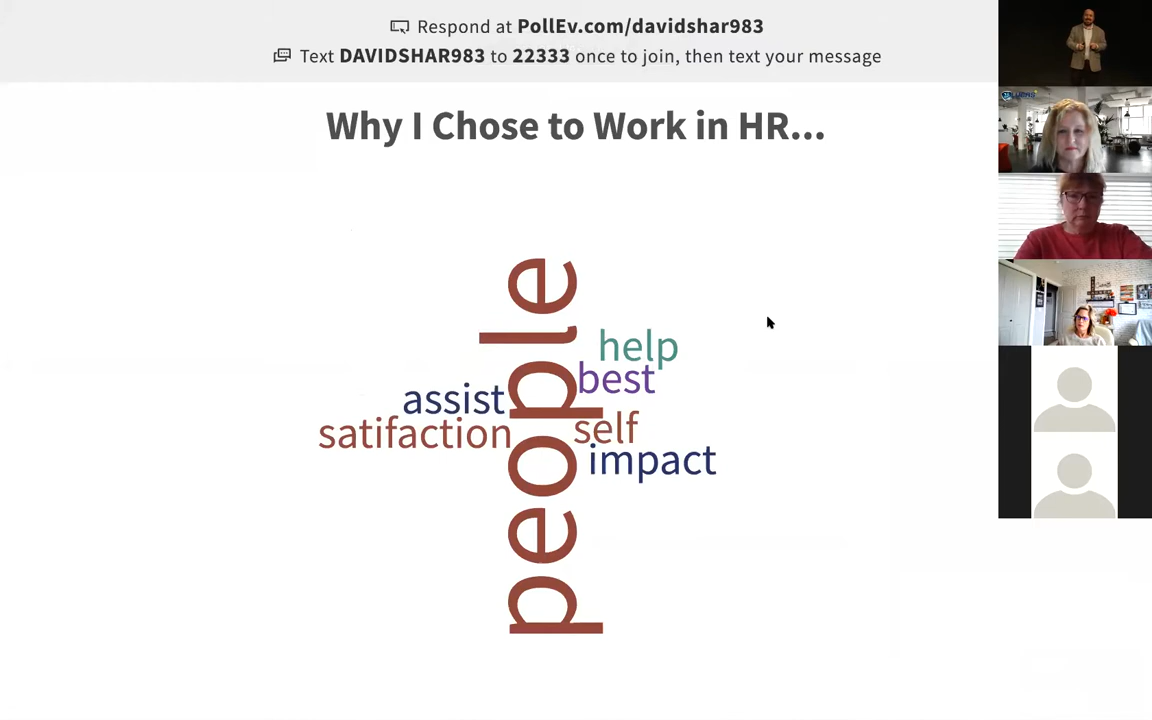 Respond at PollEv.com/davidshar983
Text DAVIDSHAR983 to 22333 once to join, then text your message
Why I Chose to Work in HR...
people
help
best
assist
self
satifaction
impact